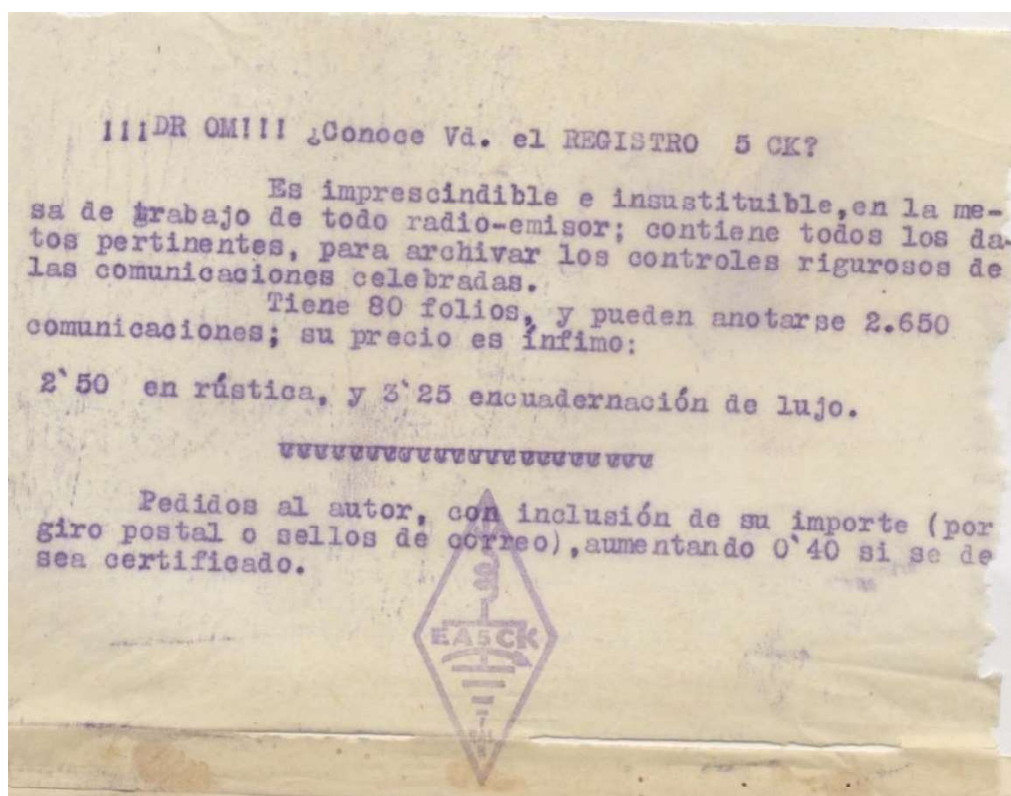 ¡¡¡DR OM!!! ¿Conoce Vd. el REGISTRO 5 CK?
Es imprescindible e insustituible,en la me-
sa de trabajo de todo radio-emisor; contiene todos los da-
tos pertinentes, para archivar los controles rigurosos de
las comunicaciones celebradas.
Tiene 80 folios, y pueden anotarse 2.650
comunicaciones; su precio es ínfimo:
2`50 en rústica, y 3`25 encuadernación de lujo.
Pedidos al autor, con inclusión de su importe (por
giro postal o sellos de correo),aumentando 0`40 si se de
sea certificado.
EA5CK